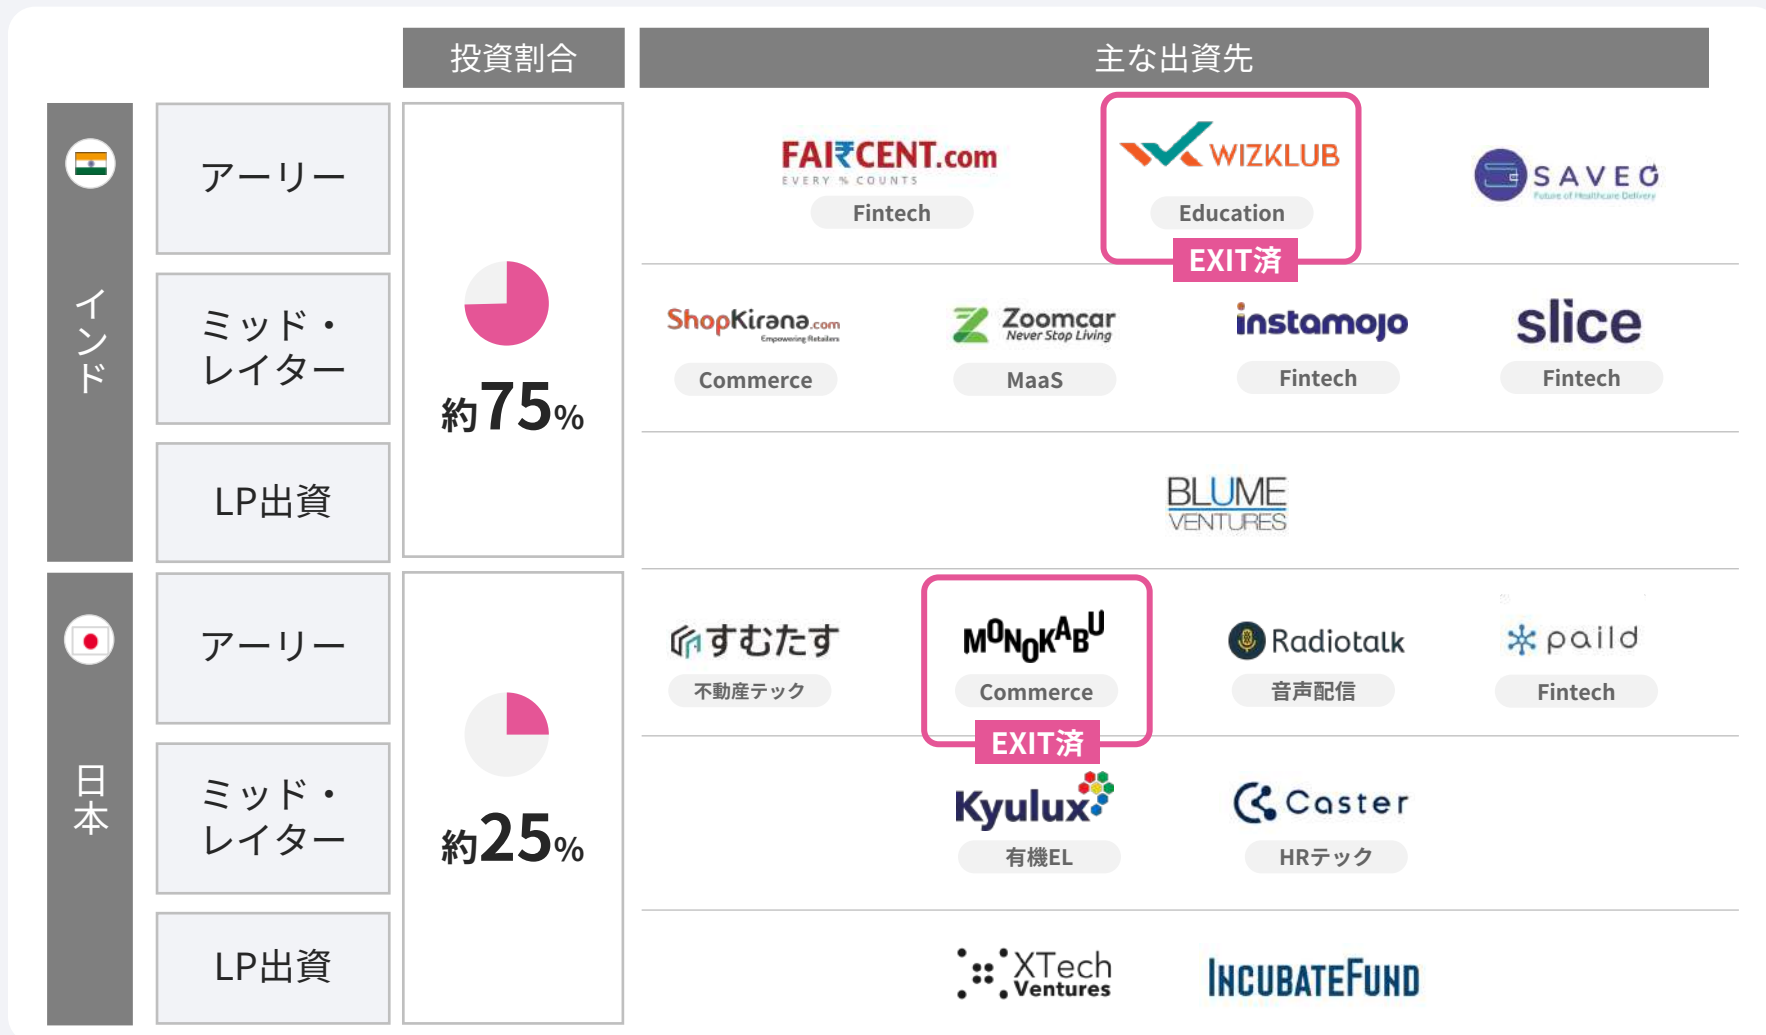 投資割合
主な出資先
インド
アーリー
FAIRCENT.com
EVERY % COUNTS
Fintech
WIZKLUB
Education
EXIT済
SAVEO
Future of Healthcare Delivery
ミッド・
レイター
約75%
ShopKirana.com
Empowering Retailers
Commerce
Zoomcar
Never Stop Living
MaaS
instamojo
Fintech
slice
Fintech
LP出資
BLUME
VENTURES
日本
アーリー
すむたす
不動産テック
MONOKABU
Commerce
EXIT済
Radiotalk
音声配信
paild
Fintech
ミッド・
レイター
約25%
Kyulux
有機EL
Caster
HRテック
LP出資
XTech
Ventures
INCUBATEFUND